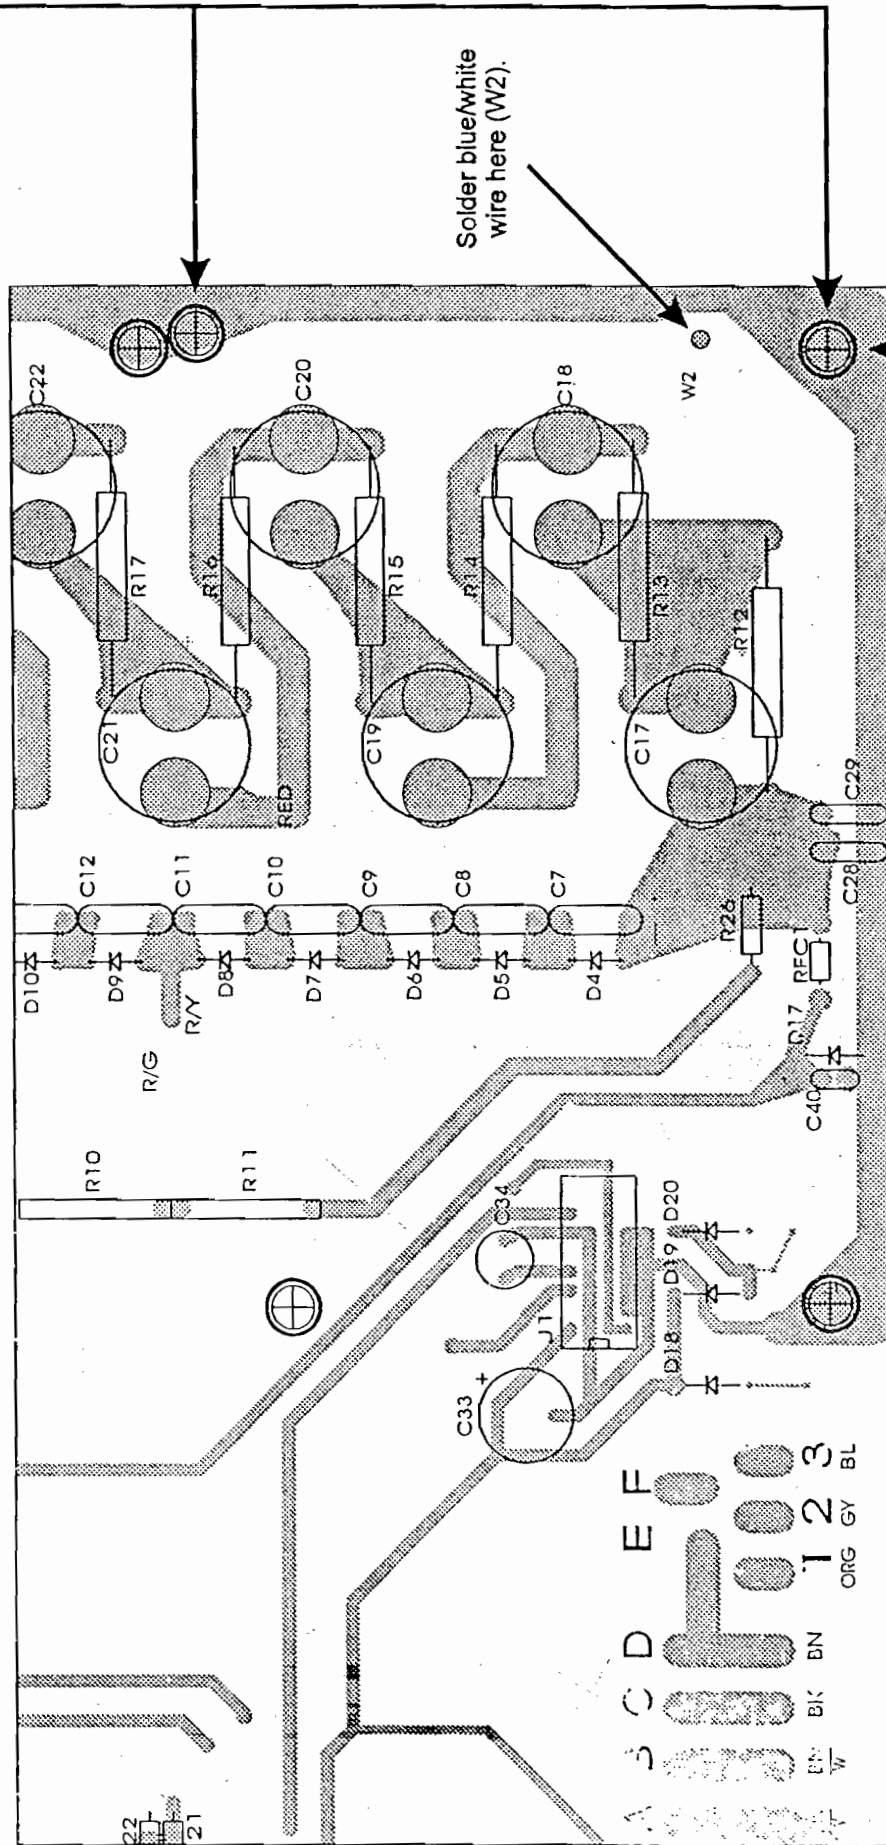 Solder blue/white
wire here (W2).
C22
C20
C18
W2
R17
R16
R15
R14
R13
R12
C21
C19
C17
RED
C29
C28
C12
C11
C10
C9
C8
C7
R26
D10
D9
D8
D7
D6
D5
D4
RFC1
R/Y
R/G
D17
C40
R10
R11
C34
D20
D19
J1
D18
+
C33
F
E
3
2
1
BL
GY
ORG
D
BN
C
BK
22
21